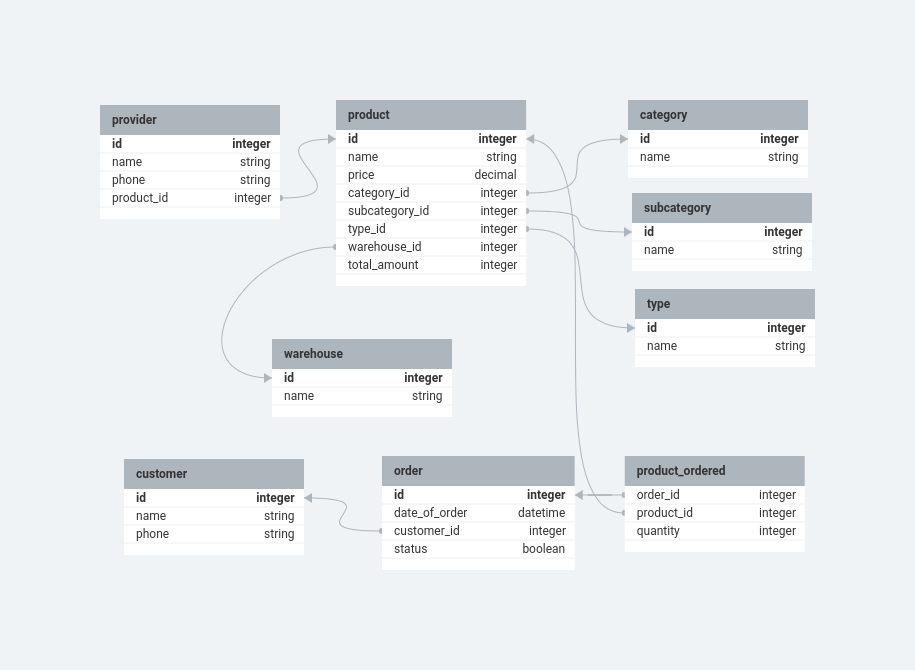 provider
id integer
name string
phone string
product_id integer
product
id integer
name string
price decimal
category_id integer
subcategory_id integer
type_id integer
warehouse_id integer
total_amount integer
category
id integer
name string
subcategory
id integer
name string
type
id integer
name string
warehouse
id integer
name string
customer
id integer
name string
phone string
order
id integer
date_of_order datetime
customer_id integer
status boolean
product_ordered
order_id integer
product_id integer
quantity integer